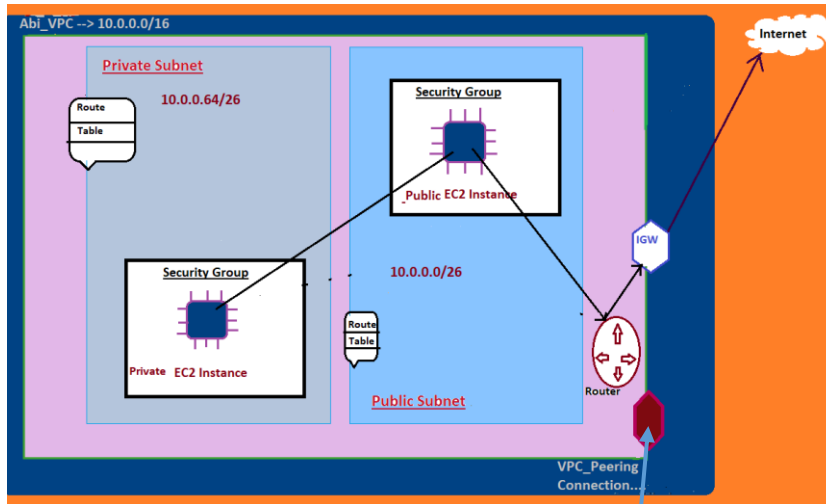 Abi_VPC --> 10.0.0.0/16
Internet
Private Subnet
10.0.0.64/26
Route
Table
Security Group
_Public EC2 Instance
IGW
Security Group
10.0.0.0/26
Private EC2 Instance
Route
Table
Router
Public Subnet
VPC_Peering
Connection....